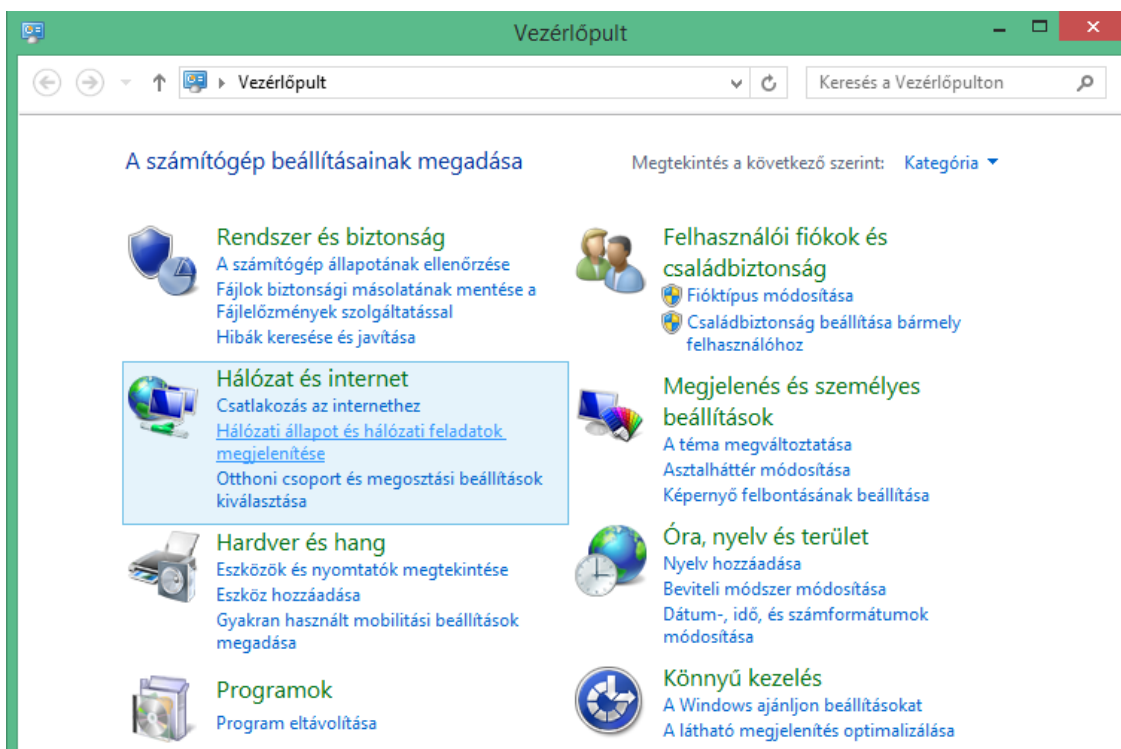 Vezérlőpult
Vezérlőpult
Keresés a Vezérlőpulton
A számítógép beállításainak megadása
Megtekintés a következő szerint: Kategória
Rendszer és biztonság
A számítógép állapotának ellenőrzése
Fájlok biztonsági másolatának mentése a
Fájlelőzmények szolgáltatással
Hibák keresése és javítása
Hálózat és internet
Csatlakozás az internethez
Hálózati állapot és hálózati feladatok
megjelenítése
Otthoni csoport és megosztási beállítások
kiválasztása
Hardver és hang
Eszközök és nyomtatók megtekintése
Eszköz hozzáadása
Gyakran használt mobilitási beállítások
megadása
Programok
Program eltávolítása
Felhasználói fiókok és
családbiztonság
Fióktípus módosítása
Családbiztonság beállítása bármely
felhasználóhoz
Megjelenés és személyes
beállítások
A téma megváltoztatása
Asztalháttér módosítása
Képernyő felbontásának beállítása
Óra, nyelv és terület
Nyelv hozzáadása
Beviteli módszer módosítása
Dátum-, idő, és számformátumok
módosítása
Könnyű kezelés
A Windows ajánljon beállításokat
A látható megjelenítés optimalizálása